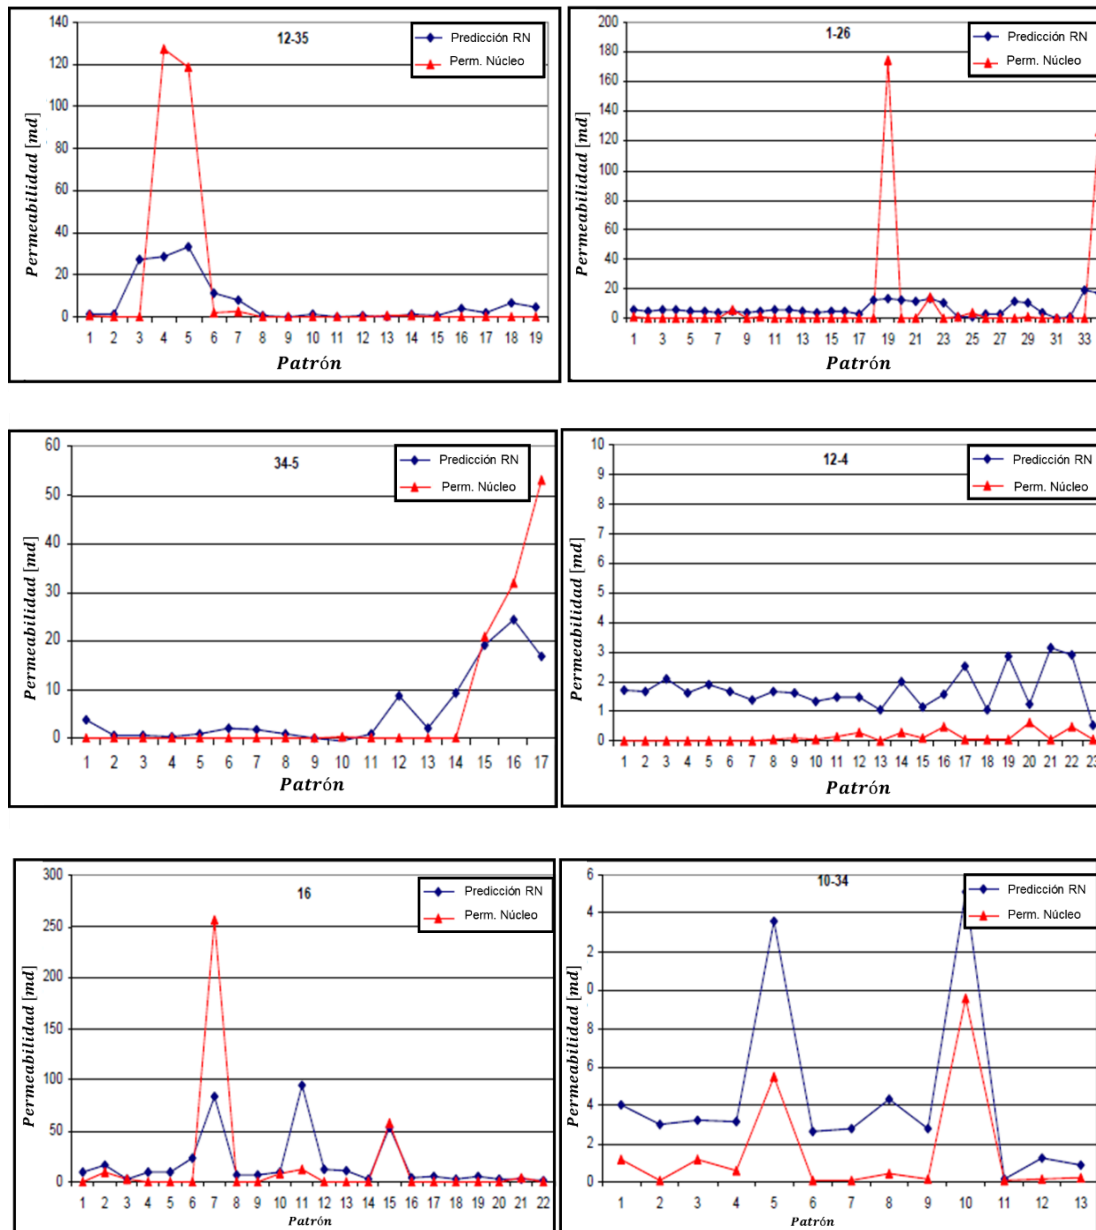 12-35
Predicción RN
Perm. Núcleo
Permeabilidad [md]
140
120
100
80
60
40
20
0
1 2 3 4 5 6 7 8 9 10 11 12 13 14 15 16 17 18 19
Patrón
1-26
Predicción RN
Perm. Núcleo
Permeabilidad [md]
200
180
160
140
120
100
80
60
40
20
0
1 3 5 7 9 11 13 15 17 19 21 23 25 27 29 31 33
Patrón
34-5
Predicción RN
Perm. Núcleo
Permeabilidad [md]
60
50
40
30
20
10
0
1 2 3 4 5 6 7 8 9 10 11 12 13 14 15 16 17
Patrón
12-4
Predicción RN
Perm. Núcleo
Permeabilidad [md]
10
9
8
7
6
5
4
3
2
1
0
1 2 3 4 5 6 7 8 9 10 11 12 13 14 15 16 17 18 19 20 21 22 23
Patrón
16
Predicción RN
Perm. Núcleo
Permeabilidad [md]
300
250
200
150
100
50
0
1 2 3 4 5 6 7 8 9 10 11 12 13 14 15 16 17 18 19 20 21 22
Patrón
10-34
Predicción RN
Perm. Núcleo
Permeabilidad [md]
6
4
2
0
8
6
4
2
0
1 2 3 4 5 6 7 8 9 10 11 12 13
Patrón